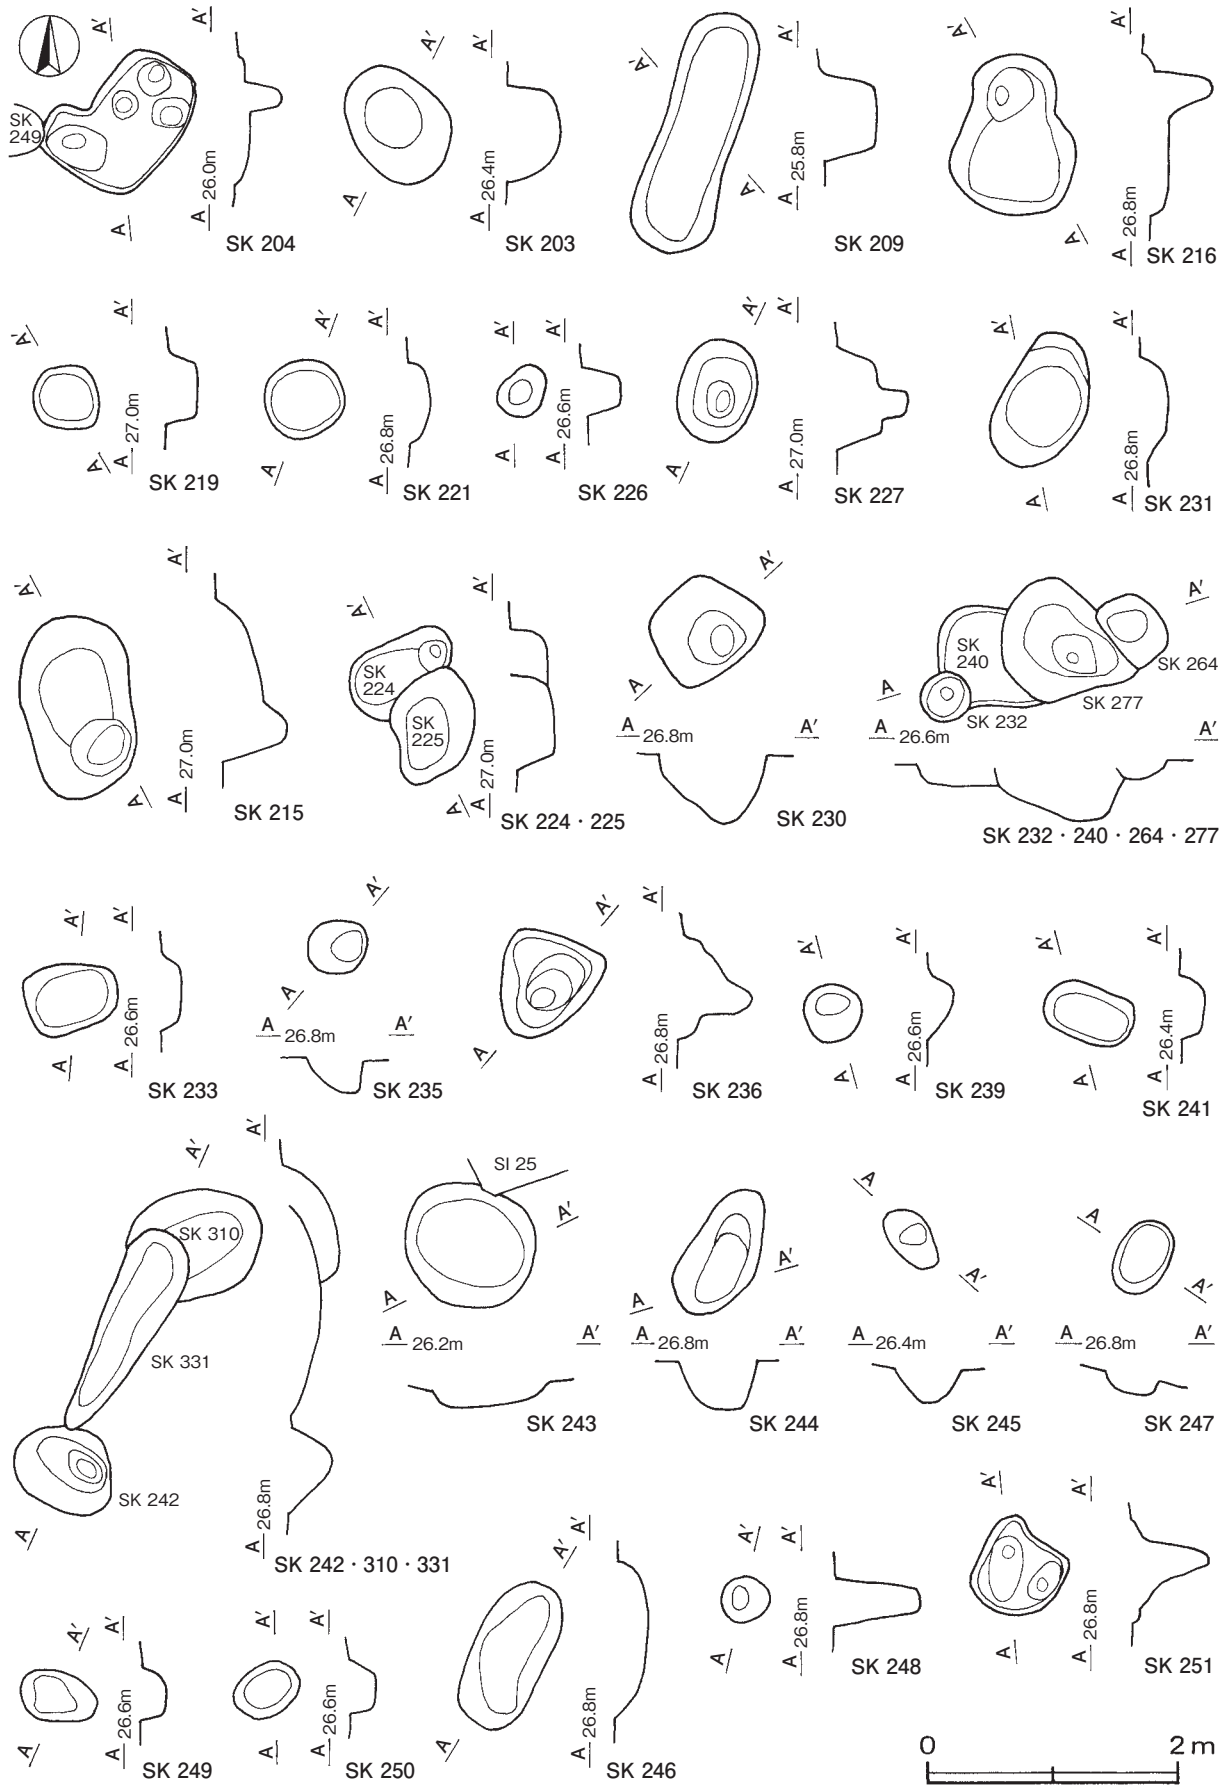 A′
A
SK
249
A′
A 26.0m
SK 204
A′
A
A′
A 26.4m
SK 203
A′
A
A′
A 25.8m
SK 209
A′
A
A′
A 26.8m
SK 216
A′
A
A′
A 27.0m
SK 219
A′
A
A′
A 26.8m
SK 221
A′
A
A′
A 26.6m
SK 226
A′
A
A′
A 27.0m
SK 227
A′
A
A′
A 26.8m
SK 231
A′
A
A′
A 27.0m
SK 215
A′
A
SK
224
SK
225
A′
A 27.0m
SK 224・225
A′
A
A 26.8m A′
SK 230
A′
A
SK
240
SK 264
SK 277
SK 232
A 26.6m A′
SK 232・240・264・277
A′
A
A′
A 26.6m
SK 233
A′
A
A 26.8m A′
SK 235
A′
A
A′
A 26.8m
SK 236
A′
A
A′
A 26.6m
SK 239
A′
A
A′
A 26.4m
SK 241
A′
A
SK 310
SK 331
SK 242
A′
A 26.8m
SK 242・310・331
SI 25
A′
A
A 26.2m A′
SK 243
A′
A
A 26.8m A′
SK 244
A
A′
A 26.4m A′
SK 245
A
A′
A 26.8m A′
SK 247
A′
A
A′
A 26.6m
SK 249
A′
A
A′
A 26.6m
SK 250
A′
A
A′
A 26.8m
SK 246
A′
A
A′
A 26.8m
SK 248
A′
A
A′
A 26.8m
SK 251
0 2 m